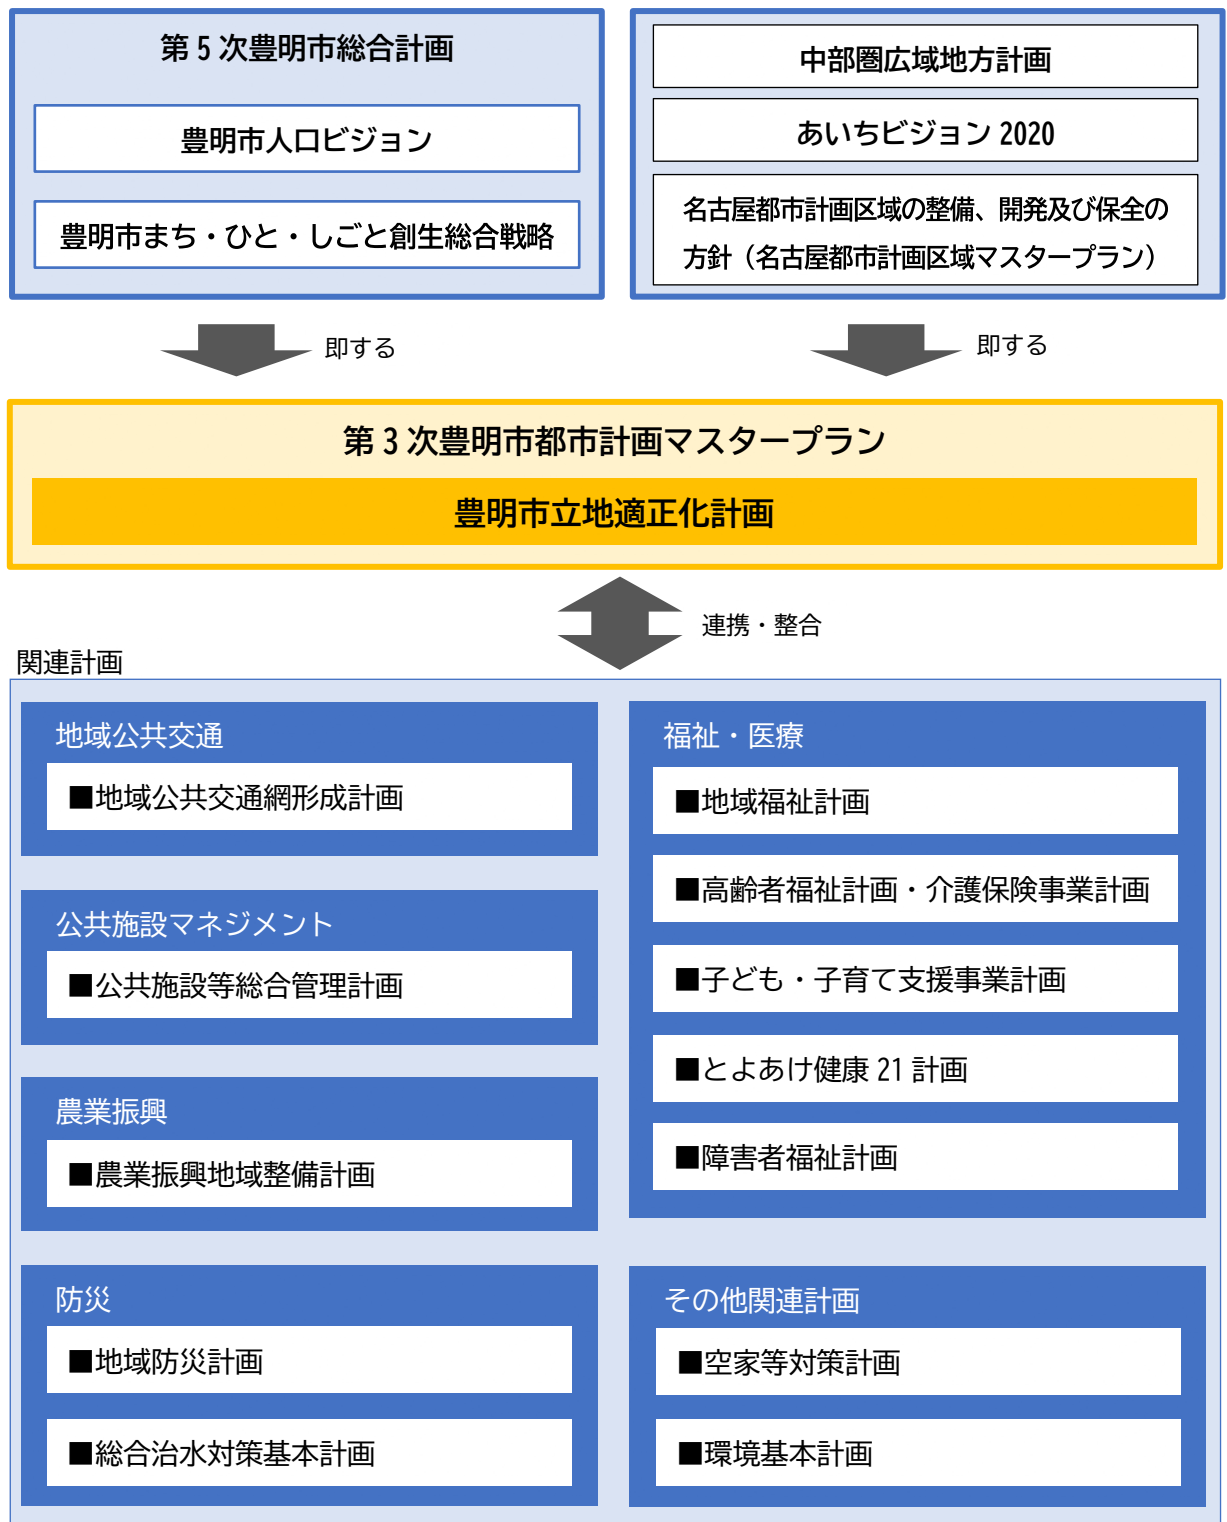 第5次豊明市総合計画
豊明市人口ビジョン
豊明市まち・ひと・しごと創生総合戦略
中部圏広域地方計画
あいちビジョン2020
名古屋都市計画区域の整備、開発及び保全の
方針（名古屋都市計画区域マスタープラン）
即する
即する
第3次豊明市都市計画マスタープラン
豊明市立地適正化計画
連携・整合
関連計画
地域公共交通
■地域公共交通網形成計画
公共施設マネジメント
■公共施設等総合管理計画
農業振興
■農業振興地域整備計画
防災
■地域防災計画
■総合治水対策基本計画
福祉・医療
■地域福祉計画
■高齢者福祉計画・介護保険事業計画
■子ども・子育て支援事業計画
■とよあけ健康21計画
■障害者福祉計画
その他関連計画
■空家等対策計画
■環境基本計画